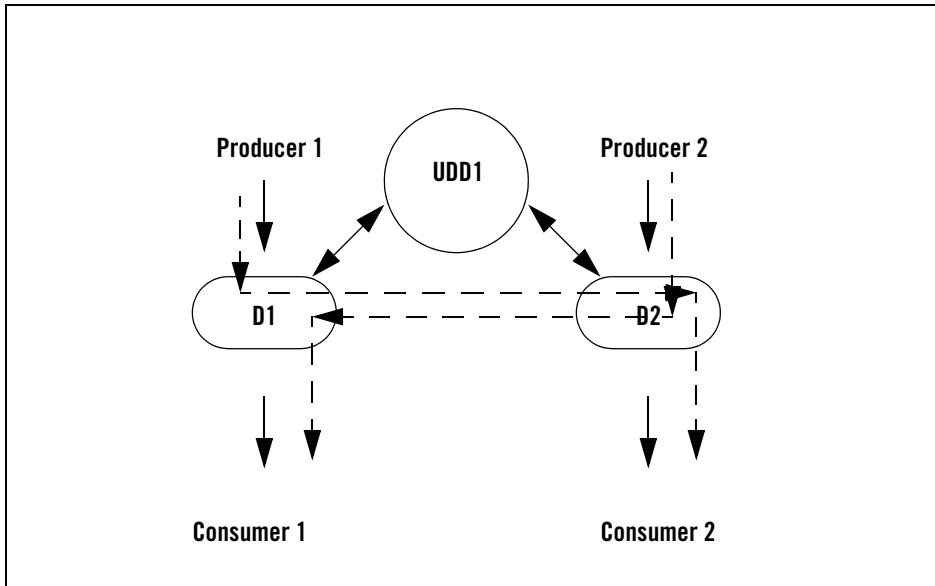 Producer 1
Producer 2
UDD1
D1
D2
Consumer 1
Consumer 2